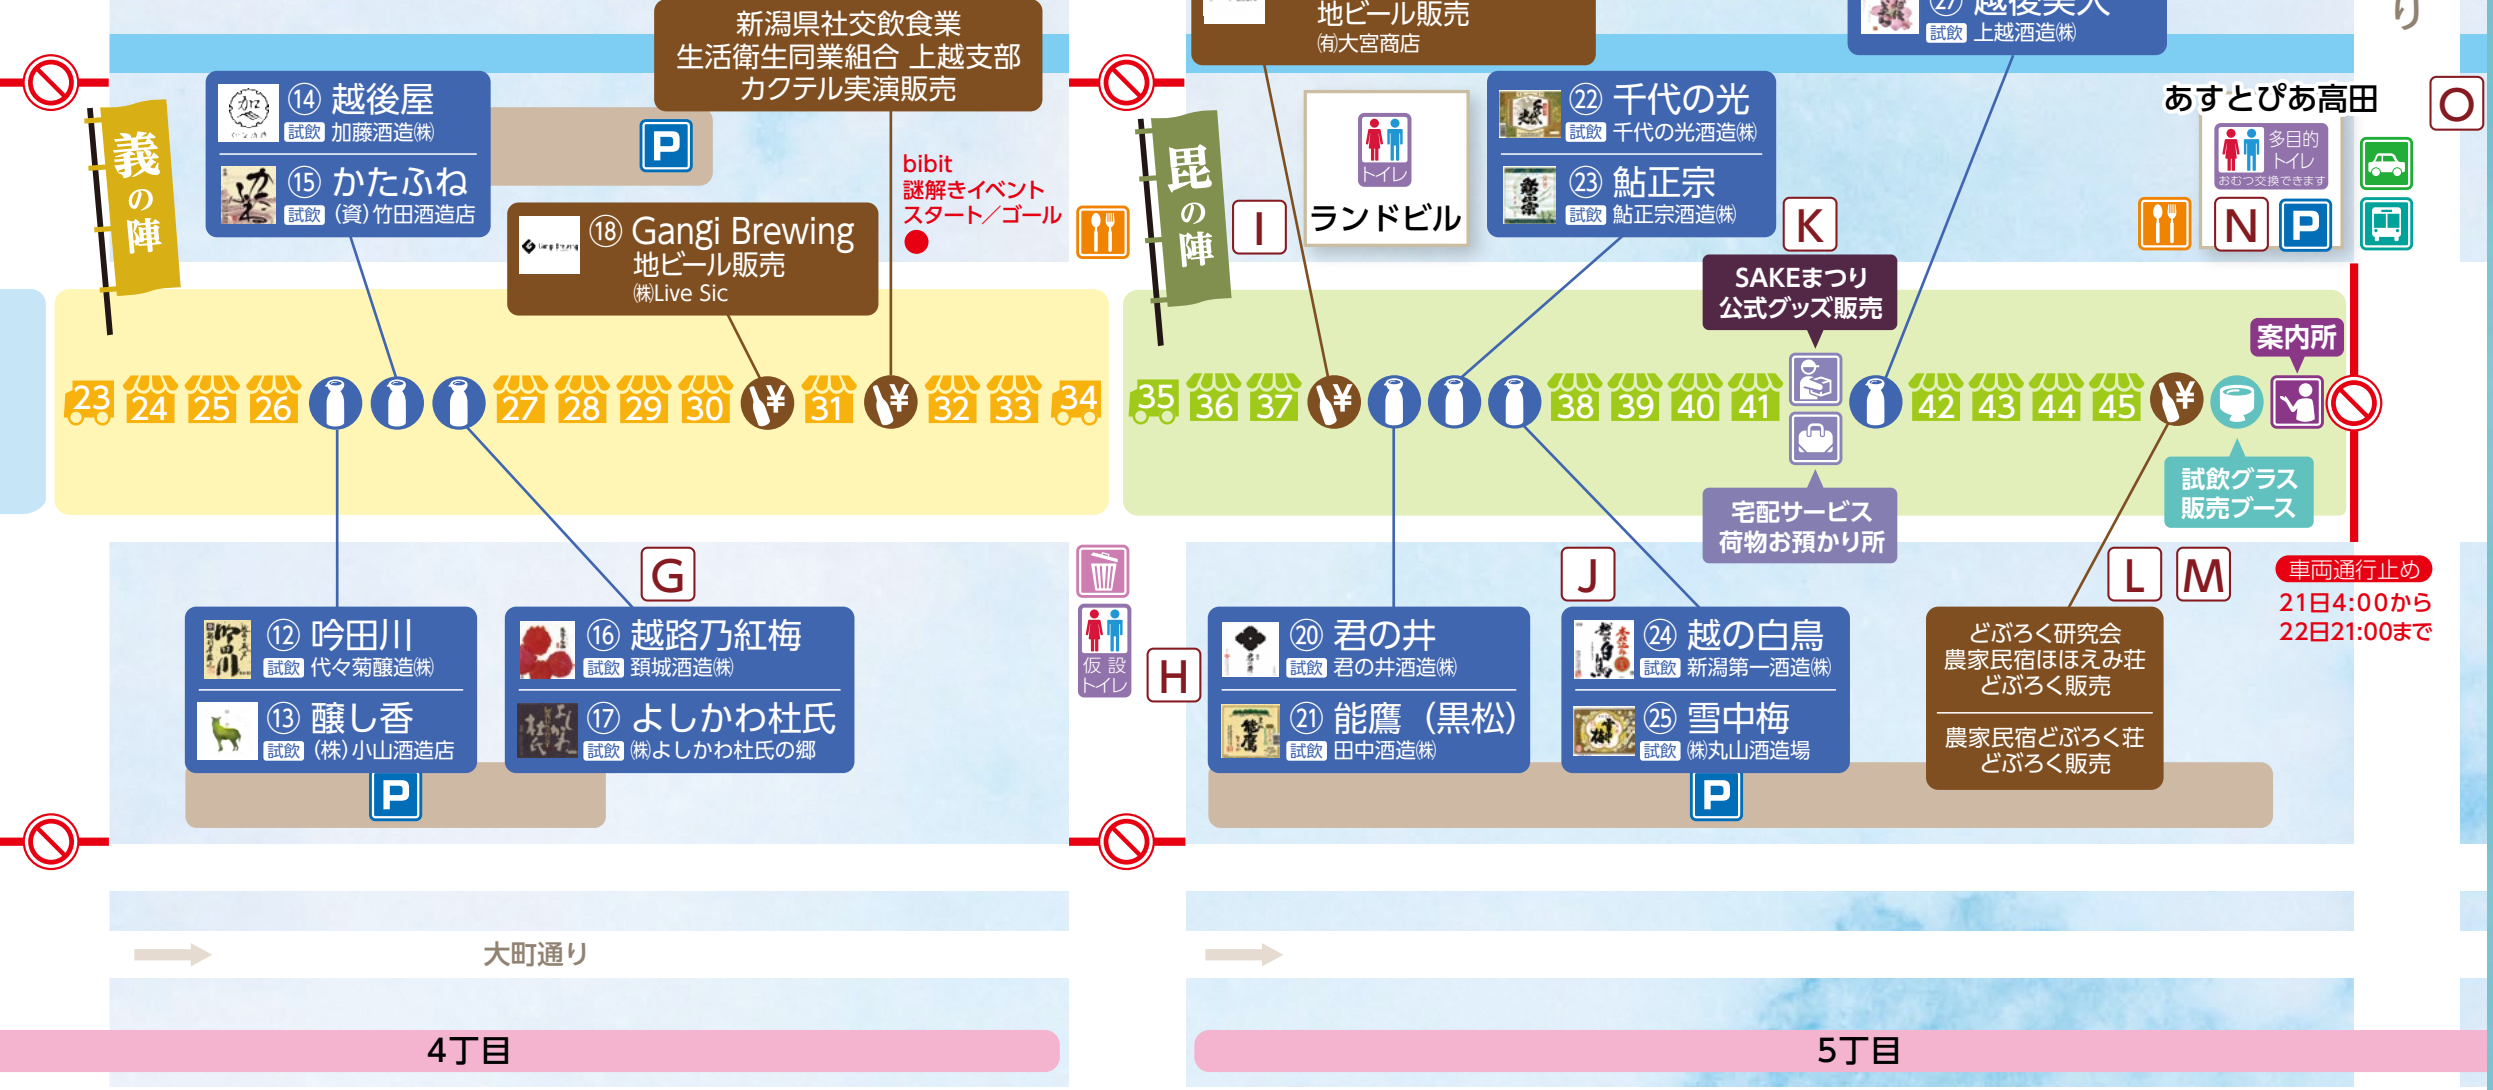 新潟県社交飲食業
生活衛生同業組合 上越支部
カクテル実演販売
地ビール販売
㈲大宮商店
㉗ 越後美人
試飲 上越酒造㈱
り
義の陣
⑭ 越後屋
試飲 加藤酒造㈱
⑮ かたふね
試飲 (資)竹田酒造店
P
bibit
謎解きイベント
スタート／ゴール
⑱ Gangi Brewing
地ビール販売
㈱Live Sic
毘の陣
I
トイレ
ランドビル
㉒ 千代の光
試飲 千代の光酒造㈱
㉓ 鮎正宗
試飲 鮎正宗酒造㈱
K
SAKEまつり
公式グッズ販売
あすとぴあ高田
O
多目的
トイレ
おむつ交換できます
N
P
案内所
23 24 25 26 27 28 29 30 ¥ 31 ¥ 32 33 34
35 36 37 ¥ 38 39 40 41 42 43 44 45 ¥
宅配サービス
荷物お預かり所
試飲グラス
販売ブース
G
⑫ 吟田川
試飲 代々菊醸造㈱
⑬ 醸し香
試飲 (株)小山酒造店
P
⑯ 越路乃紅梅
試飲 頚城酒造㈱
⑰ よしかわ杜氏
試飲 ㈱よしかわ杜氏の郷
仮設
トイレ
H
⑳ 君の井
試飲 君の井酒造㈱
㉑ 能鷹（黒松）
試飲 田中酒造㈱
J
㉔ 越の白鳥
試飲 新潟第一酒造㈱
㉕ 雪中梅
試飲 ㈱丸山酒造場
P
L M
どぶろく研究会
農家民宿ほほえみ荘
どぶろく販売
農家民宿どぶろく荘
どぶろく販売
車両通行止め
21日4:00から
22日21:00まで
大町通り
4丁目
5丁目